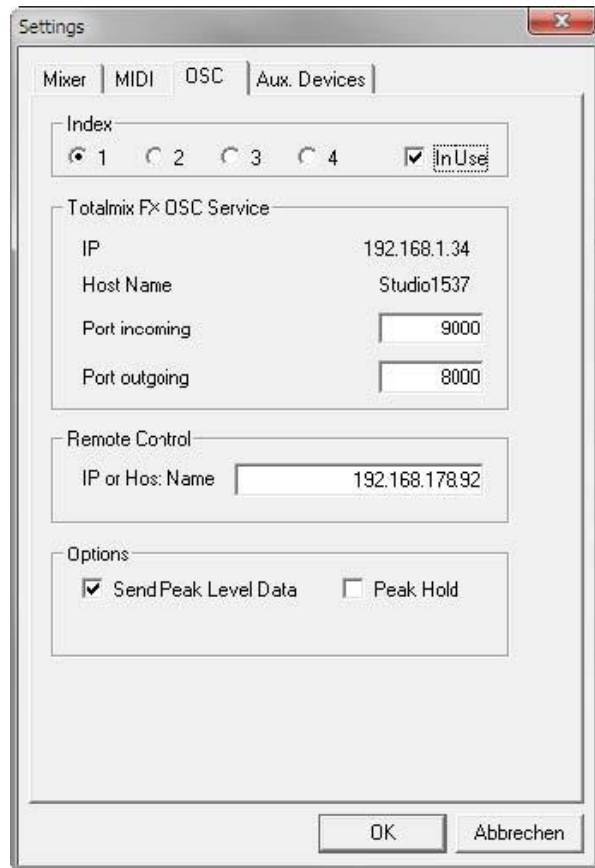 Settings
Mixer MIDI OSC Aux. Devices
Index
1 2 3 4 In Use
Totalmix FX OSC Service
IP 192.168.1.34
Host Name Studio1537
Port incoming 9000
Port outgoing 8000
Remote Control
IP or Hos: Name 192.168.178.92
Options
Send Peak Level Data Peak Hold
OK Abbrechen